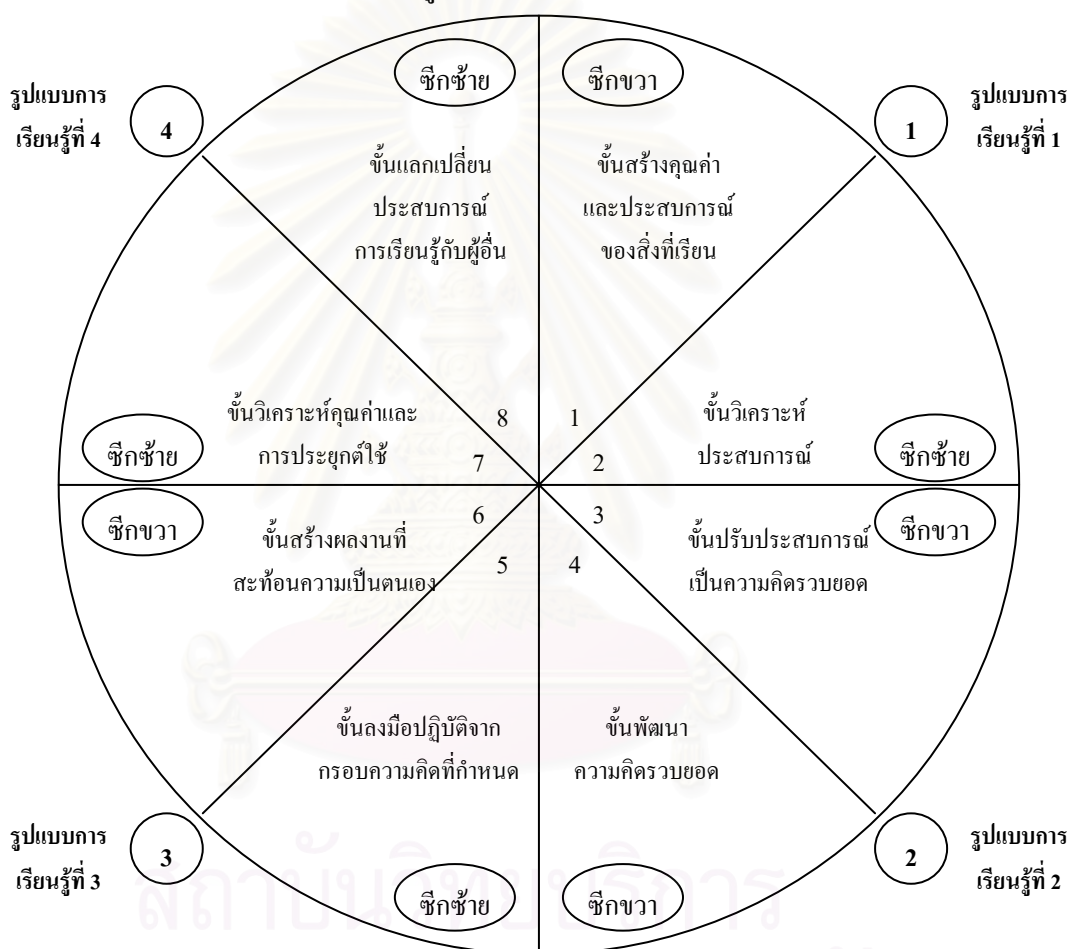 ซีกซ้าย
ซีกขวา
รูปแบบการ
เรียนรู้ที่ 4
4
1
รูปแบบการ
เรียนรู้ที่ 1
ขั้นแลกเปลี่ยน
ประสบการณ์
การเรียนรู้กับผู้อื่น
ขั้นสร้างคุณค่า
และประสบการณ์
ของสิ่งที่เรียน
ขั้นวิเคราะห์คุณค่าและ
การประยุกต์ใช้
8
1
7
2
ขั้นวิเคราะห์
ประสบการณ์
ซีกซ้าย
ซีกซ้าย
ซีกขวา
ซีกขวา
ขั้นสร้างผลงานที่
สะท้อนความเป็นตนเอง
6
3
5
4
ขั้นปรับประสบการณ์
เป็นความคิดรวบยอด
ขั้นลงมือปฏิบัติจาก
กรอบความคิดที่กำหนด
ขั้นพัฒนา
ความคิดรวบยอด
รูปแบบการ
เรียนรู้ที่ 3
3
2
รูปแบบการ
เรียนรู้ที่ 2
ซีกซ้าย
ซีกขวา
สถาบันวิทยบริการ